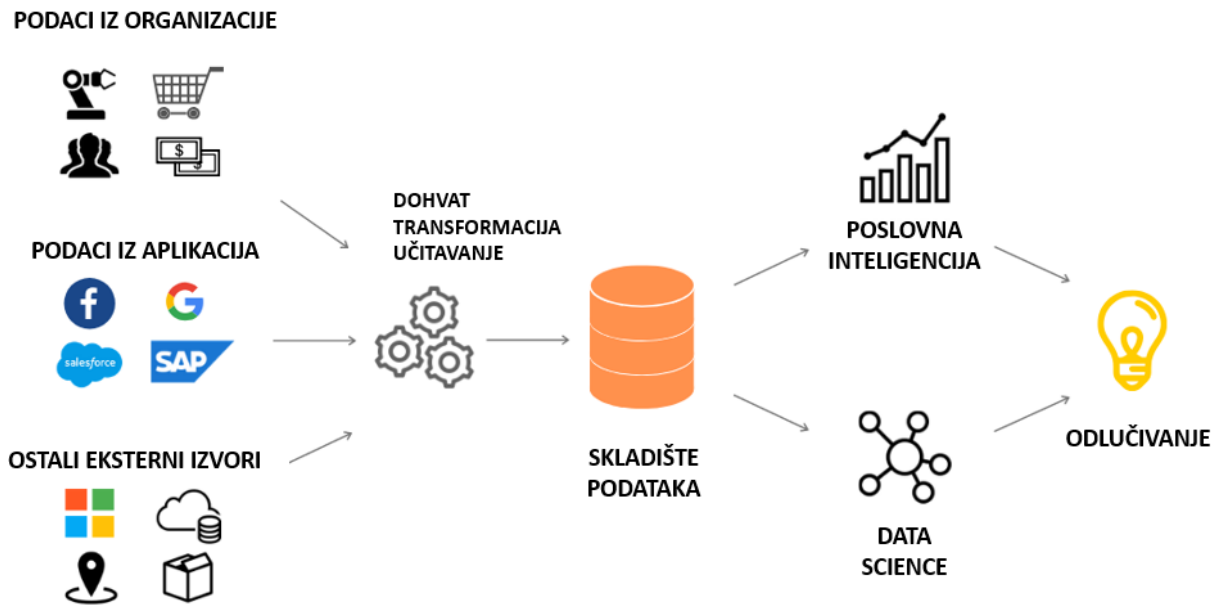 PODACI IZ ORGANIZACIJE
$
$
DOHVAT
TRANSFORMACIJA
UČITAVANJE
PODACI IZ APLIKACIJA
f
G
salesforce
SAP
OSTALI EKSTERNI IZVORI
SKLADIŠTE
PODATAKA
POSLOVNA
INTELIGENCIJA
DATA
SCIENCE
ODLUČIVANJE